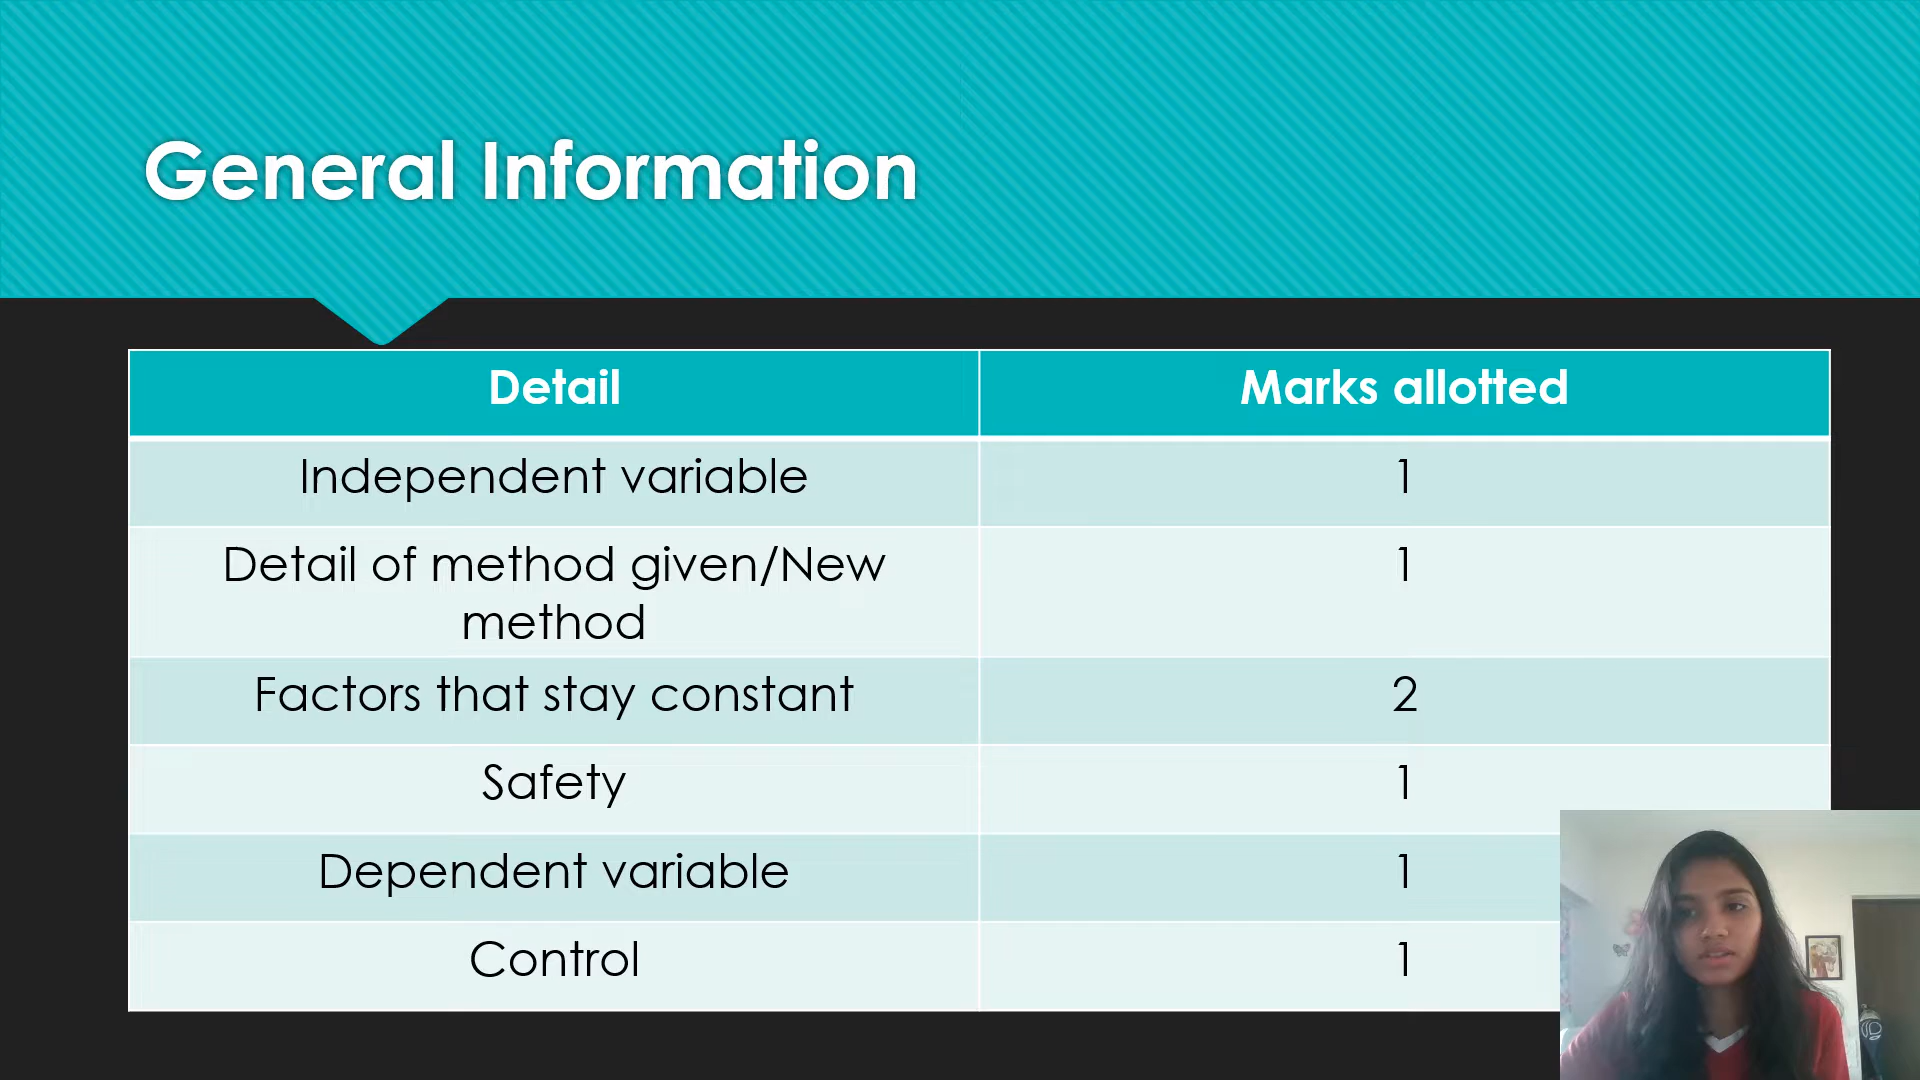 General Information
Detail Marks allotted
Independent variable 1
Detail of method given/New 1
method
Factors that stay constant 2
Safety 1
Dependent variable 1
Control 1